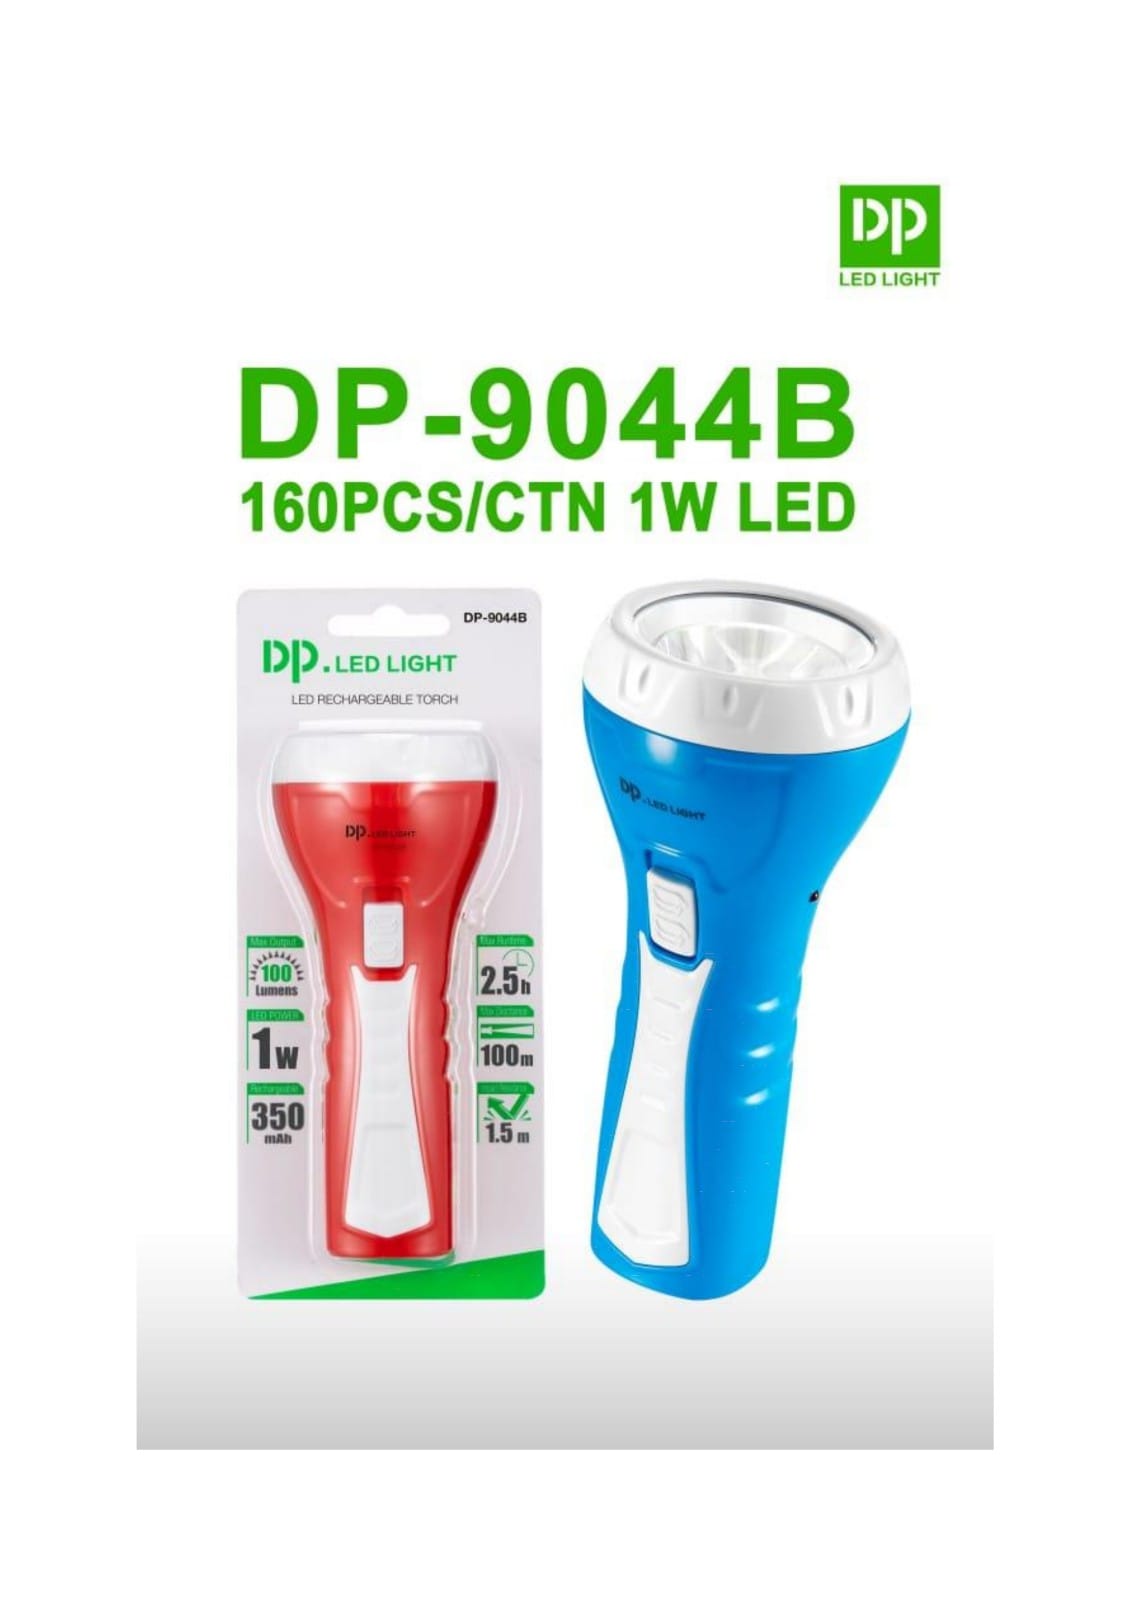 DP
LED LIGHT
DP-9044B
160PCS/CTN 1W LED
DP-9044B
DP.LED LIGHT
LED RECHARGEABLE TORCH
DP.LED LIGHT
DP.LED LIGHT
Max Output
100
Lumens
LED POWER
1W
Rechargeable
350
mAh
Max Runtime
2.5h
Max Distance
100m
1.5 m